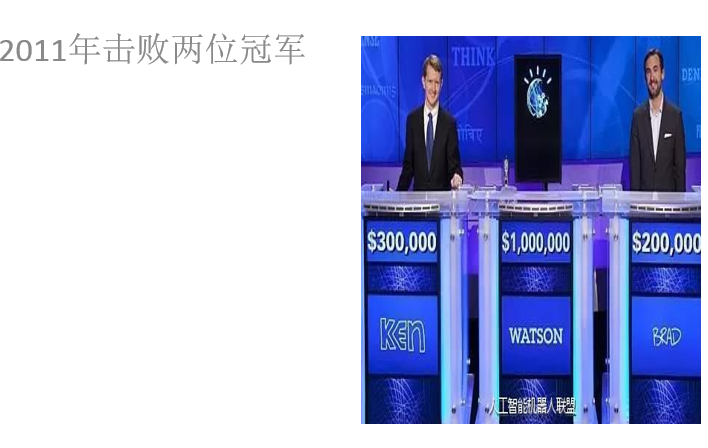 2011年击败两位冠军
THINK
$300,000
$1,000,000
$200,000
Ken
WATSON
BRAD
人工智能机器人联盟